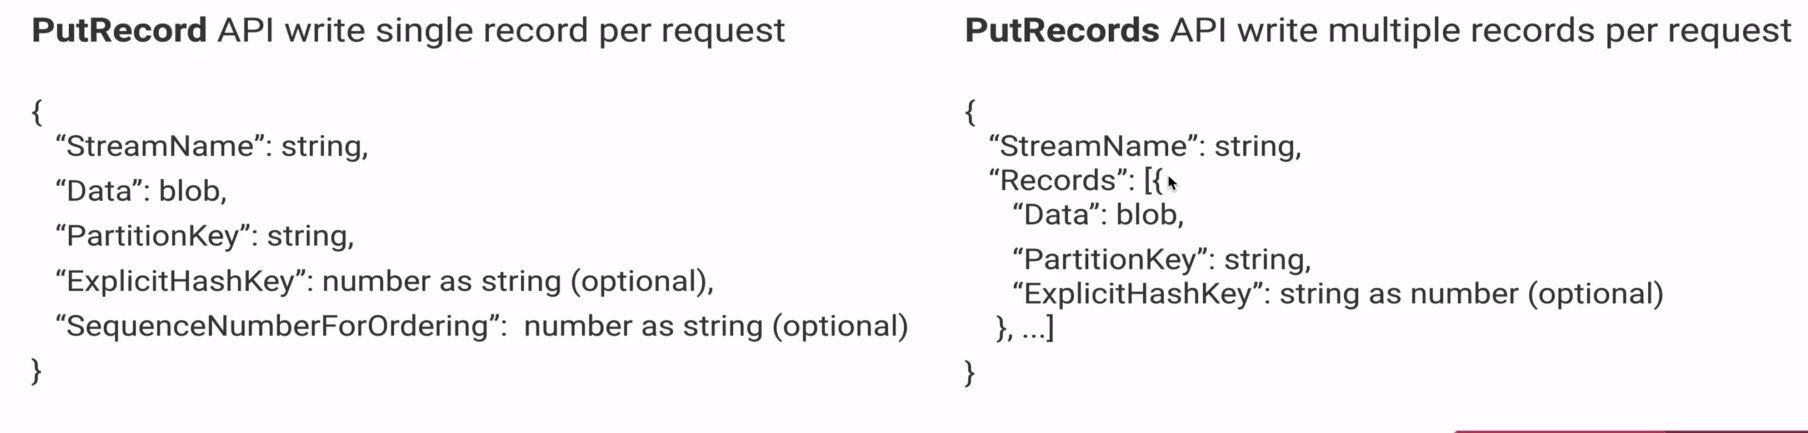 PutRecord API write single record per request
{
“StreamName”: string,
“Data”: blob,
“PartitionKey”: string,
“ExplicitHashKey”: number as string (optional),
“SequenceNumberForOrdering”: number as string (optional)
}
PutRecords API write multiple records per request
{
“StreamName”: string,
“Records”: [{
“Data”: blob,
“PartitionKey”: string,
“ExplicitHashKey”: string as number (optional)
}, ...]
}